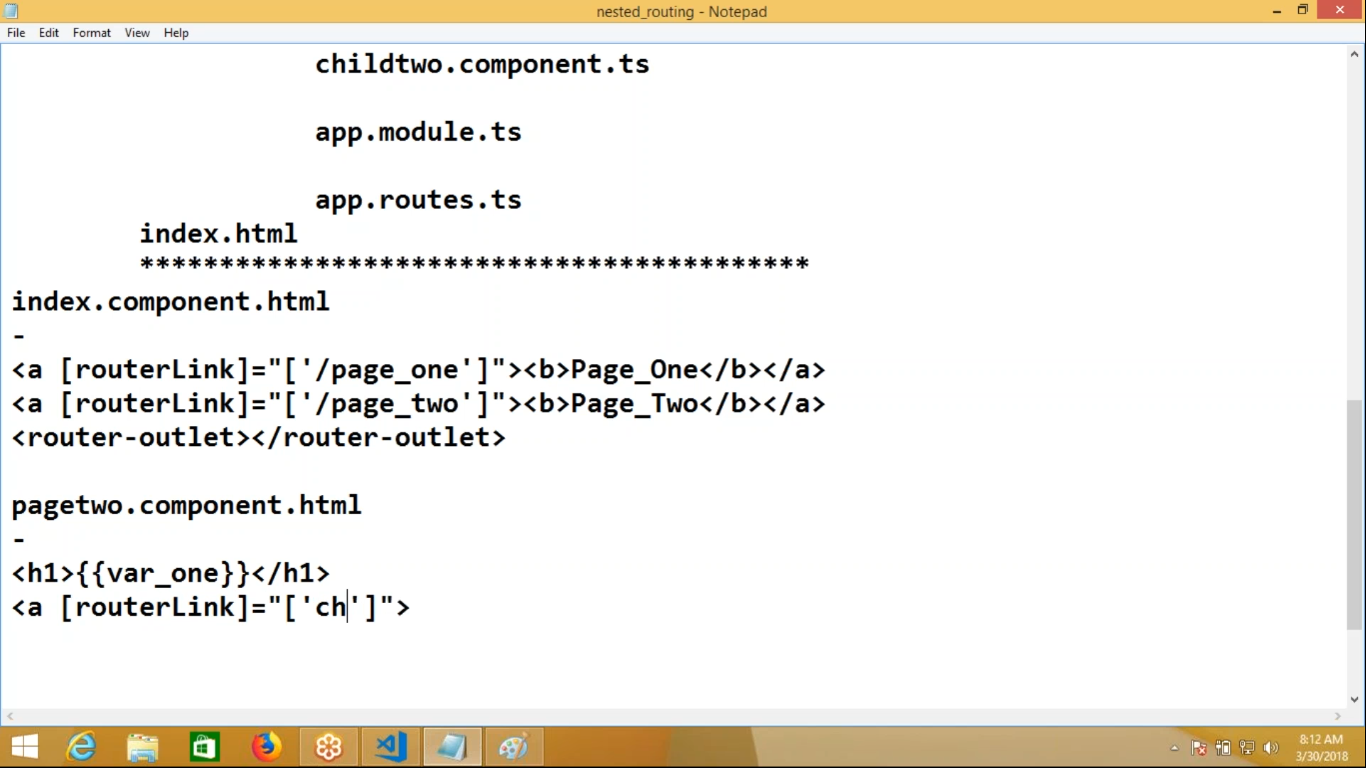 nested_routing - Notepad
File Edit Format View Help
childtwo.component.ts
app.module.ts
app.routes.ts
index.html
******************************************
index.component.html
-
<a [routerLink]="['/page_one']"><b>Page_One</b></a>
<a [routerLink]="['/page_two']"><b>Page_Two</b></a>
<router-outlet></router-outlet>
pagetwo.component.html
-
<h1>{{var_one}}</h1>
<a [routerLink]="['ch']">
8:12 AM
3/30/2018